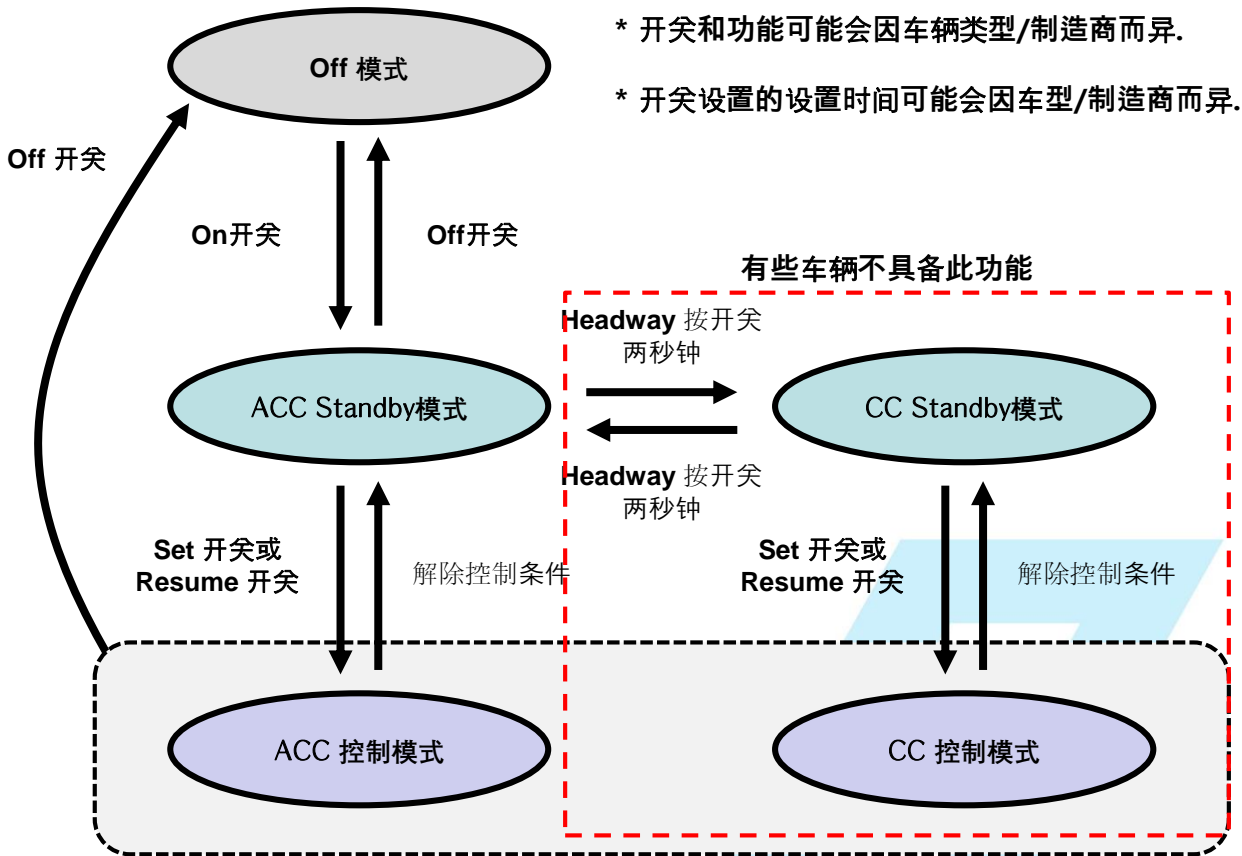 Off 模式
* 开关和功能可能会因车辆类型/制造商而异.
* 开关设置的设置时间可能会因车型/制造商而异.
Off 开关
On开关
Off开关
有些车辆不具备此功能
Headway 按开关
两秒钟
ACC Standby模式
CC Standby模式
Headway 按开关
两秒钟
Set 开关或
Resume 开关
解除控制条件
Set 开关或
Resume 开关
解除控制条件
ACC 控制模式
CC 控制模式